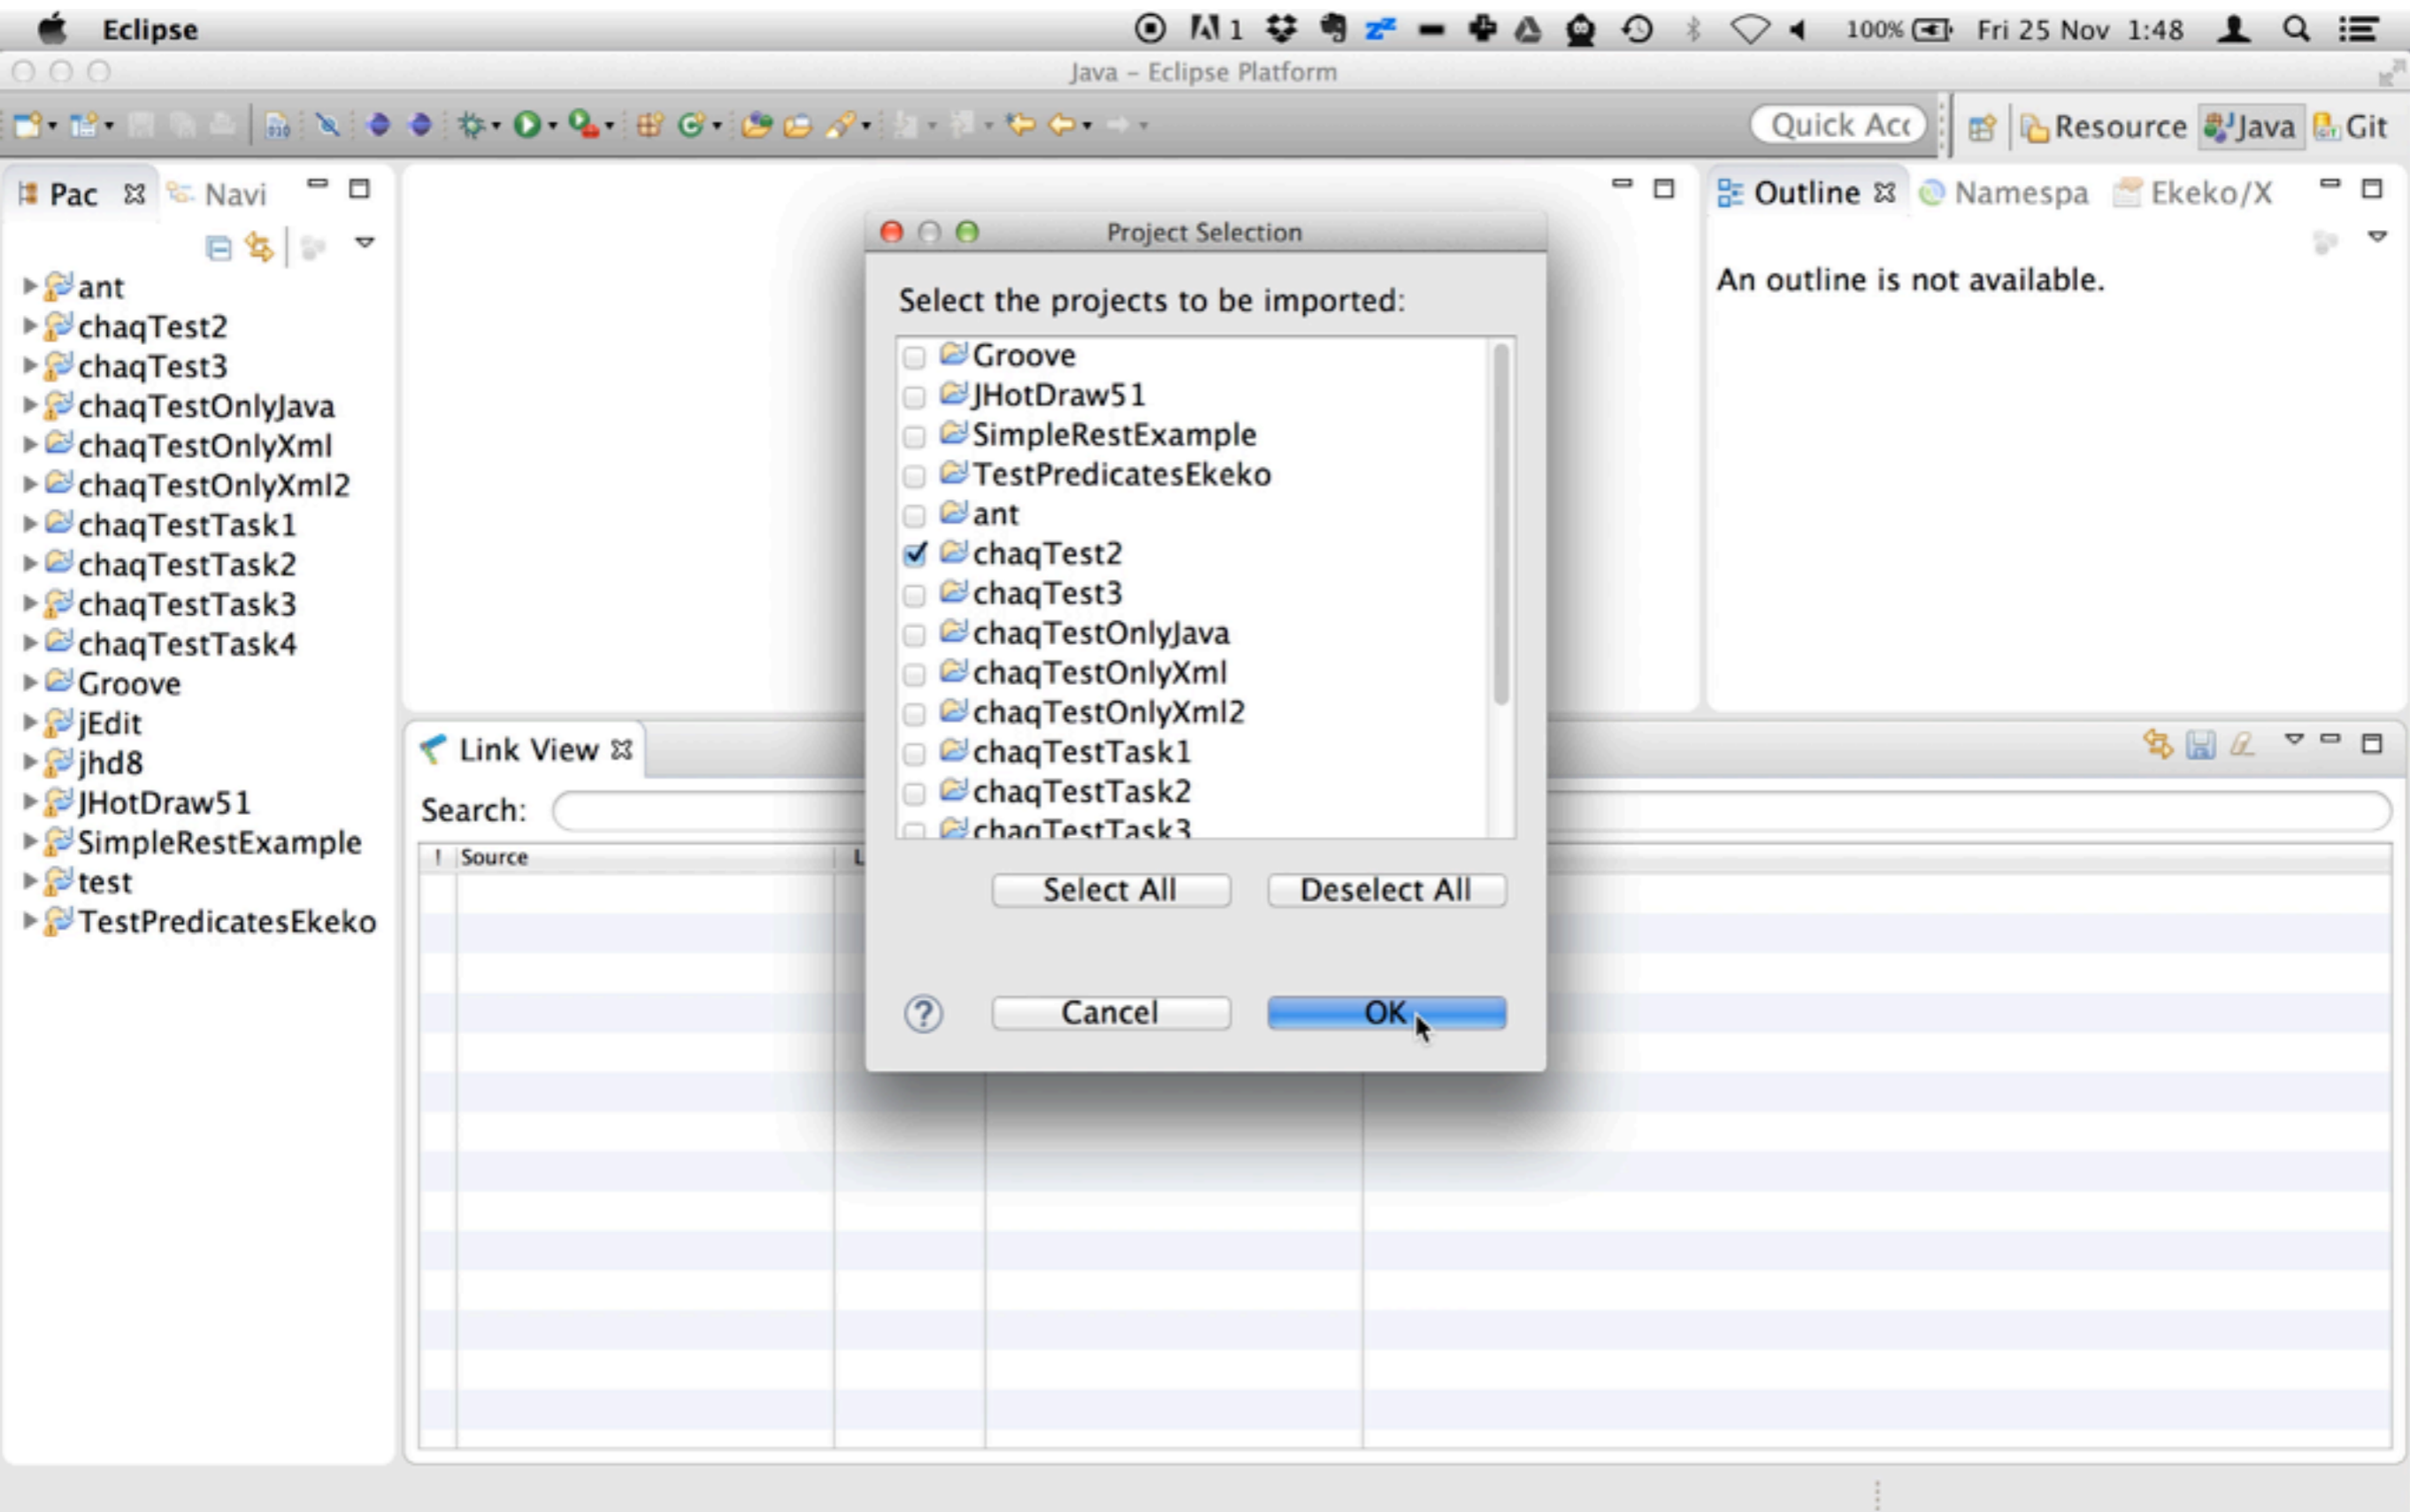 Eclipse 1 100% Fri 25 Nov 1:48
Java – Eclipse Platform
Quick Acc Resource Java Git
Pac Navi
ant
chaqTest2
chaqTest3
chaqTestOnlyJava
chaqTestOnlyXml
chaqTestOnlyXml2
chaqTestTask1
chaqTestTask2
chaqTestTask3
chaqTestTask4
Groove
jEdit
jhd8
JHotDraw51
SimpleRestExample
test
TestPredicatesEkeko
Project Selection
Select the projects to be imported:
Groove
JHotDraw51
SimpleRestExample
TestPredicatesEkeko
ant
chaqTest2
chaqTest3
chaqTestOnlyJava
chaqTestOnlyXml
chaqTestOnlyXml2
chaqTestTask1
chaqTestTask2
chaqTestTask3
Select All Deselect All
? Cancel OK
Outline Namespa Ekeko/X
An outline is not available.
Link View
Search:
! Source L